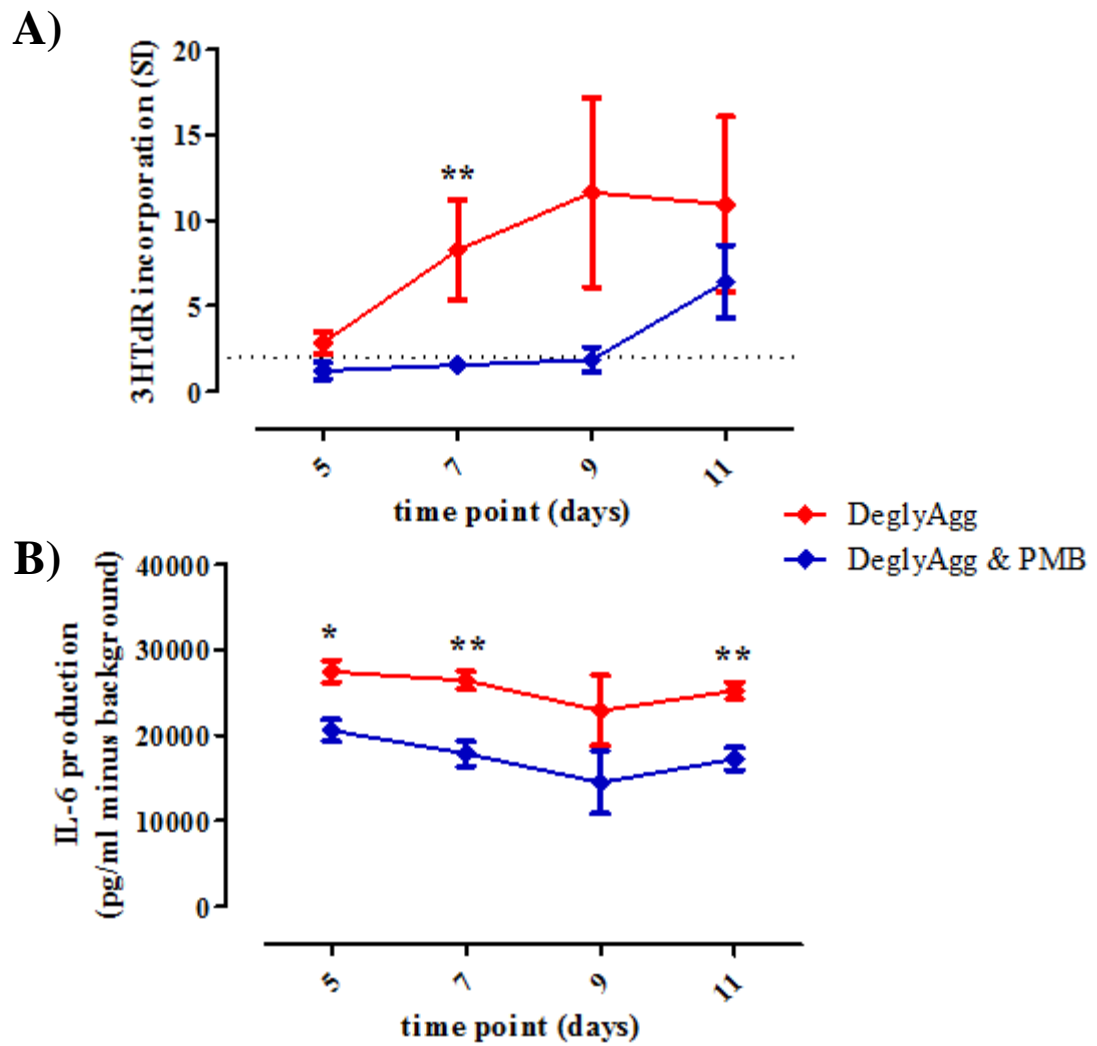 A)
3HTdR incorporation (SI)
20
15
10
5
0
**
5
7
9
11
time point (days)
DeglyAgg
DeglyAgg & PMB
B)
IL-6 production
(pg/ml minus background)
40000
30000
20000
10000
0
*
**
**
5
7
9
11
time point (days)